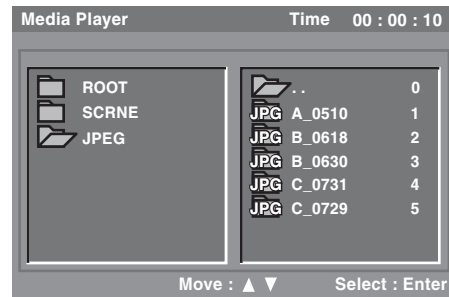 Media Player Time 00 : 00 : 10
ROOT
SCRNE
JPEG
. . 0
JPG A_0510 1
JPG B_0618 2
JPG B_0630 3
JPG C_0731 4
JPG C_0729 5
Move : ▲ ▼ Select : Enter